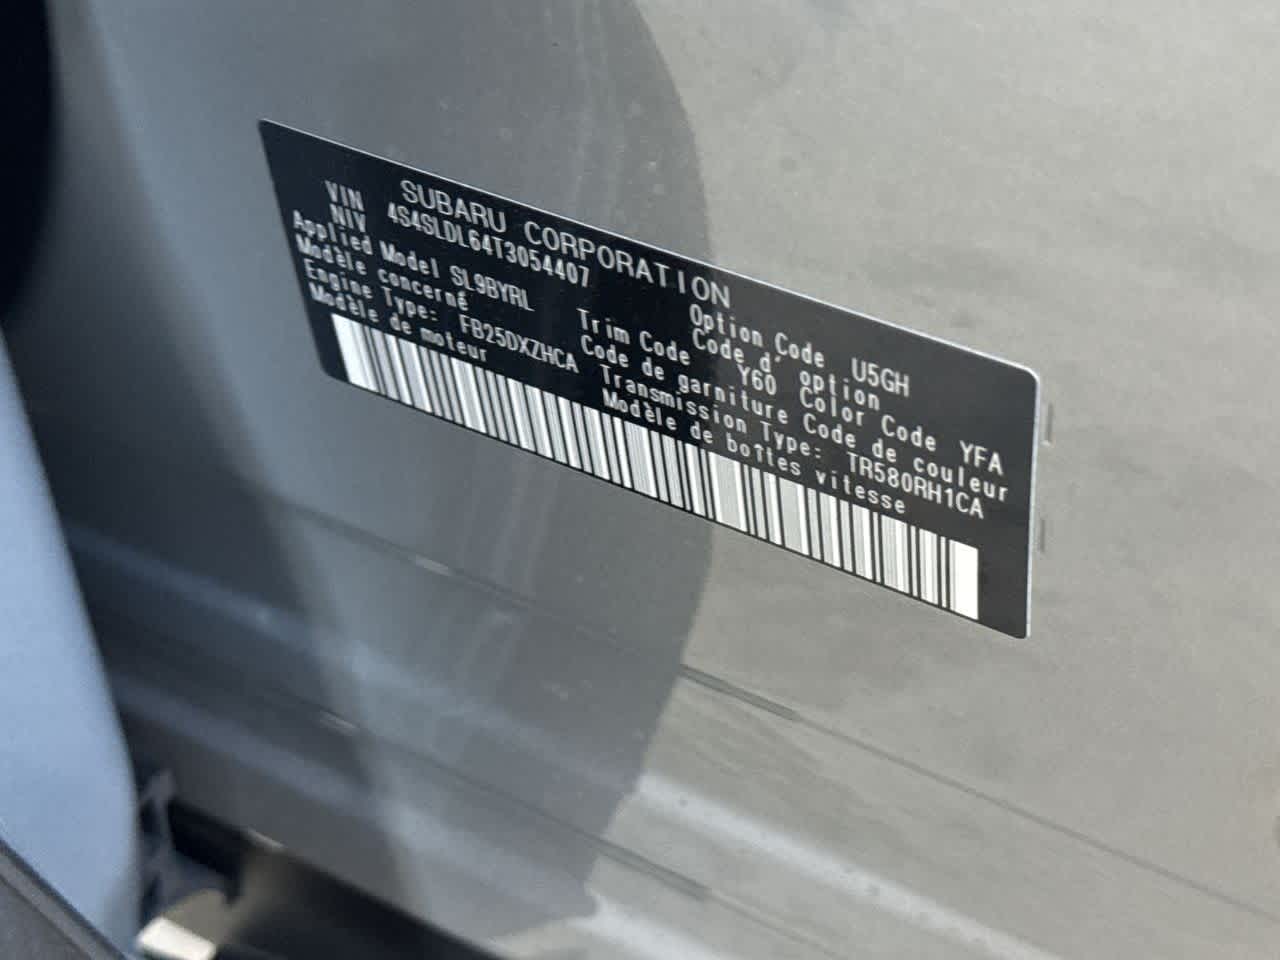 SUBARU CORPORATION
VIN 4S4SLDL64T3054407
NIV
Applied Model SL9BYRL Option Code U5GH
Modèle concerné Code d' option
Trim Code Y60 Color Code YFA
Code de garniture Code de couleur
Engine Type: FB25DXZHCA Transmission Type: TR580RH1CA
Modèle de moteur Modèle de boîtes vitesse